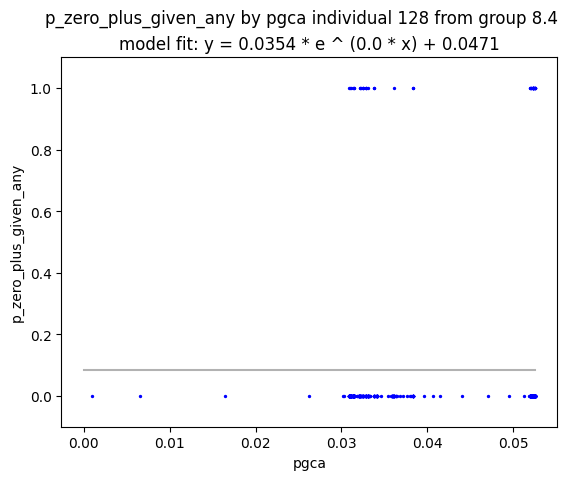 p_zero_plus_given_any by pgca individual 128 from group 8.4
model fit: y = 0.0354 * e ^ (0.0 * x) + 0.0471
1.0
0.8
0.6
0.4
0.2
0.0
p_zero_plus_given_any
0.00 0.01 0.02 0.03 0.04 0.05
pgca